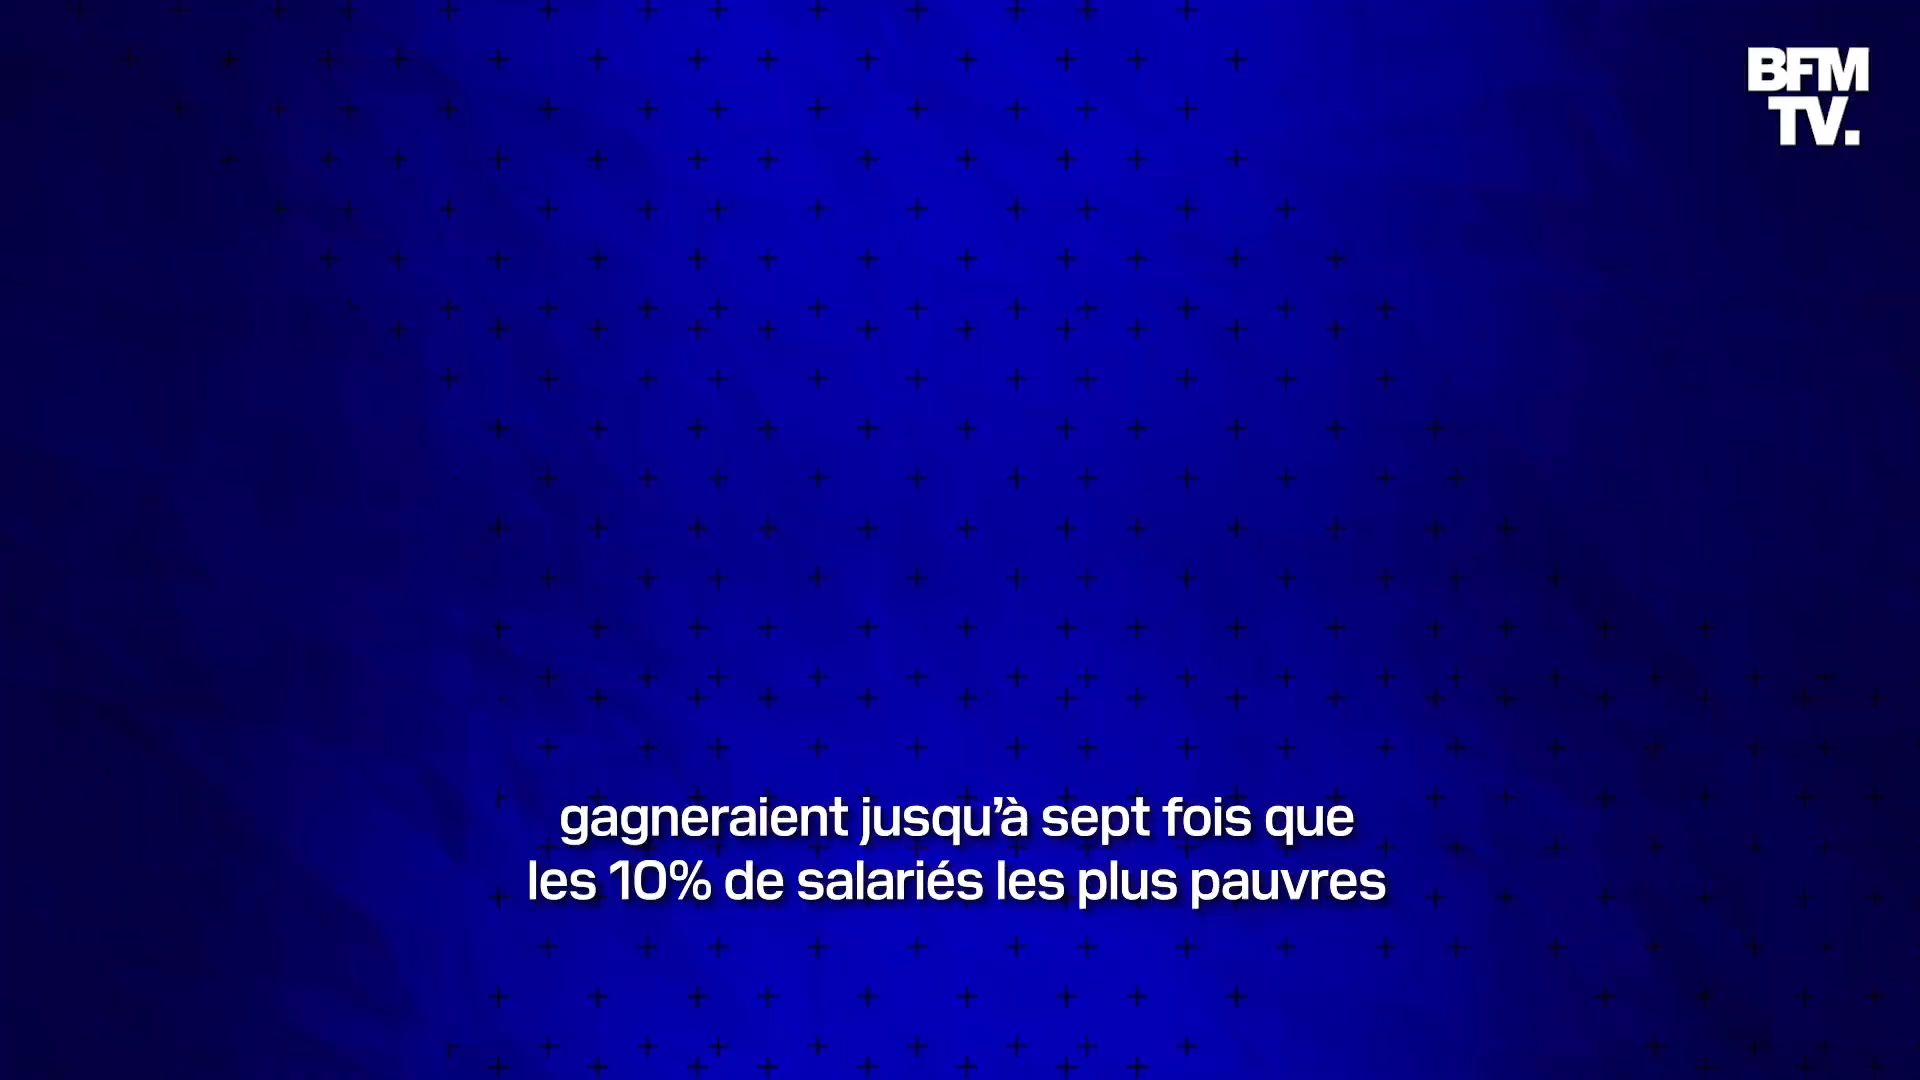 BFM
TV.
gagneraient jusqu’à sept fois que
les 10% de salariés les plus pauvres